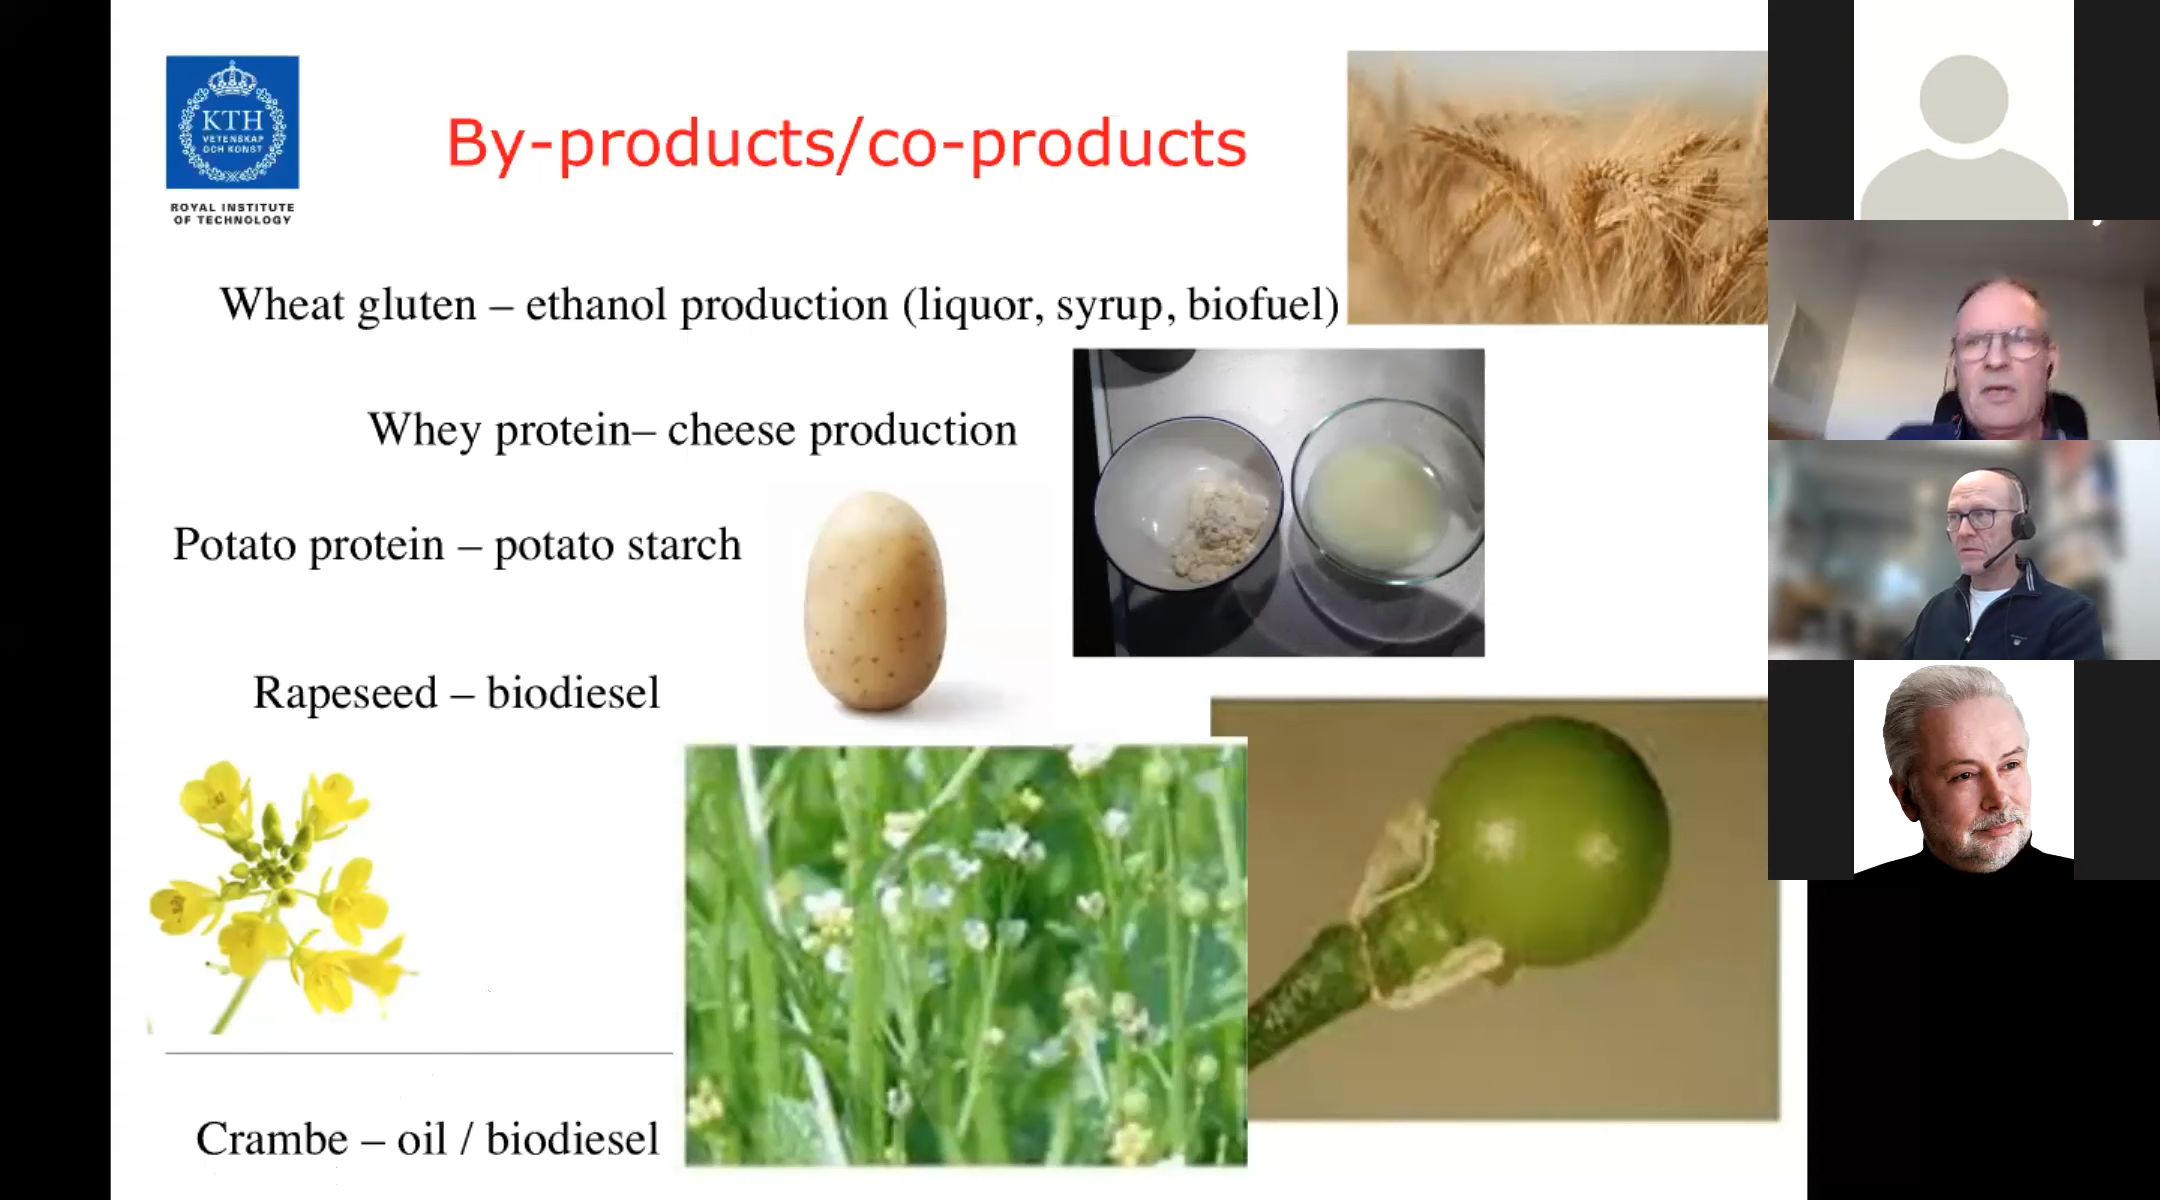 KTH
VETENSKAP
OCH KONST
ROYAL INSTITUTE
OF TECHNOLOGY
By-products/co-products
Wheat gluten – ethanol production (liquor, syrup, biofuel)
Whey protein– cheese production
Potato protein – potato starch
Rapeseed – biodiesel
Crambe – oil / biodiesel